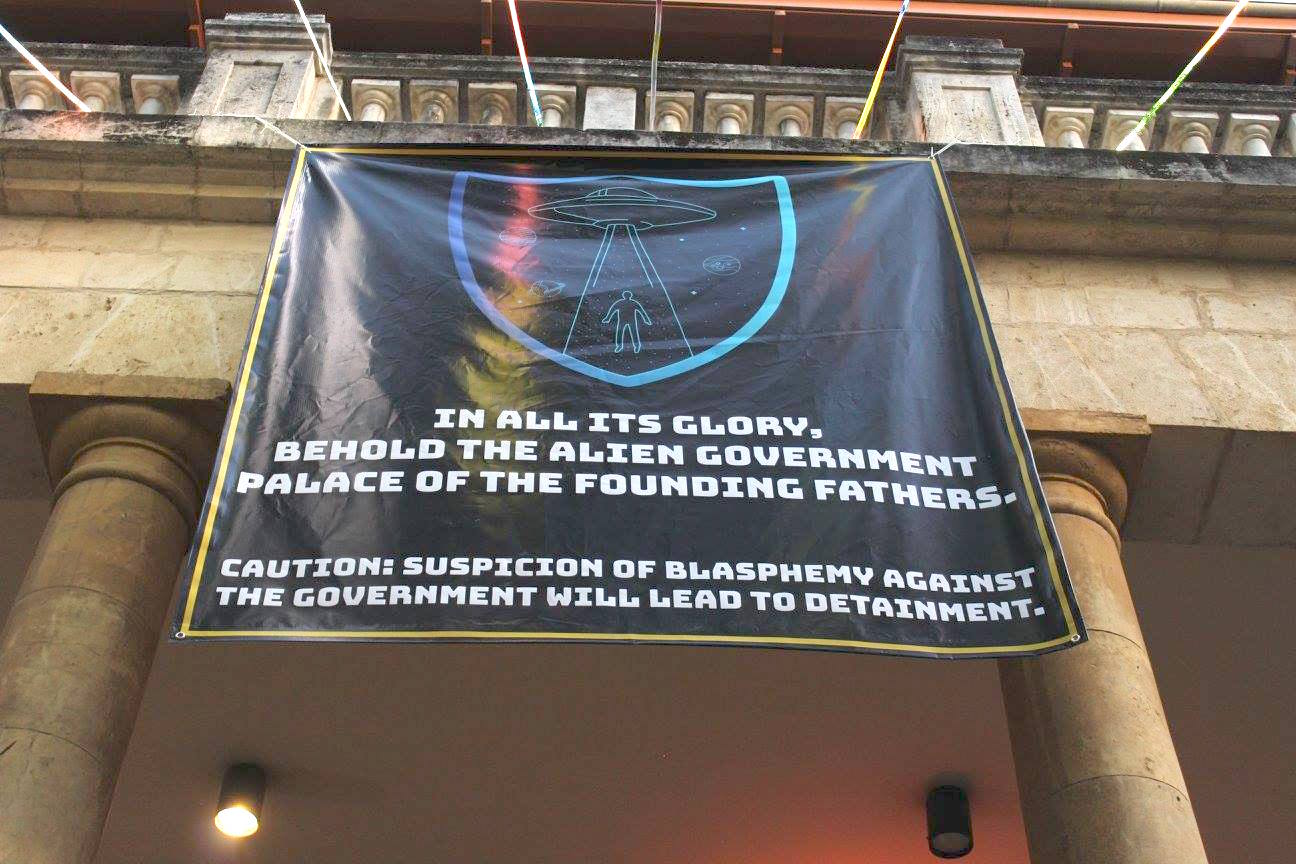 IN ALL ITS GLORY,
BEHOLD THE ALIEN GOVERNMENT
PALACE OF THE FOUNDING FATHERS.
CAUTION: SUSPICION OF BLASPHEMY AGAINST
THE GOVERNMENT WILL LEAD TO DETAINMENT.